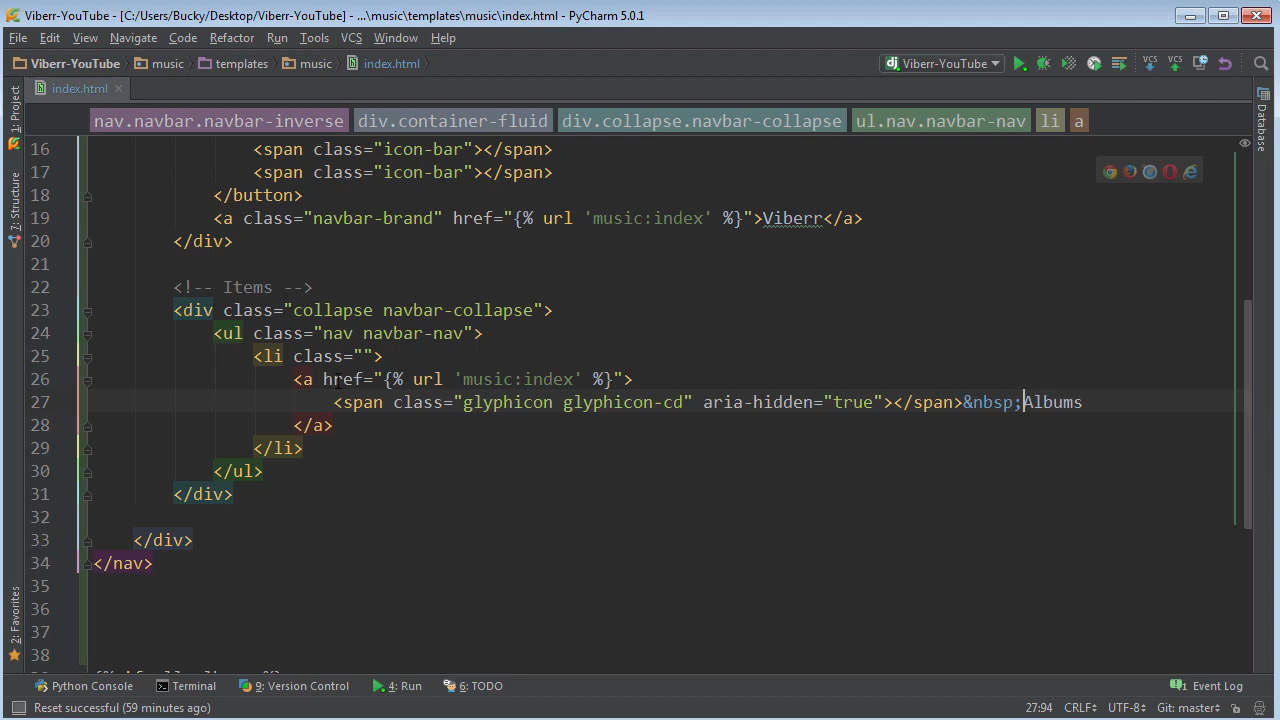 Viberr-YouTube - [C:/Users/Bucky/Desktop/Viberr-YouTube] - ...\music\templates\music\index.html - PyCharm 5.0.1
File Edit View Navigate Code Refactor Run Tools VCS Window Help
Viberr-YouTube music templates music index.html dj Viberr-YouTube VCS VCS
index.html
nav.navbar.navbar-inverse div.container-fluid div.collapse.navbar-collapse ul.nav.navbar-nav li a
1: Project
7: Structure
2: Favorites
Database
16 <span class="icon-bar"></span>
17 <span class="icon-bar"></span>
18 </button>
19 <a class="navbar-brand" href="{% url 'music:index' %}">Viberr</a>
20 </div>
21
22 <!-- Items -->
23 <div class="collapse navbar-collapse">
24 <ul class="nav navbar-nav">
25 <li class="">
26 <a href="{% url 'music:index' %}">
27 <span class="glyphicon glyphicon-cd" aria-hidden="true"></span>&nbsp;Albums
28 </a>
29 </li>
30 </ul>
31 </div>
32
33 </div>
34 </nav>
35
36
37
38
Python Console Terminal 9: Version Control 4: Run 6: TODO 1 Event Log
Reset successful (59 minutes ago) 27:94 CRLF UTF-8 Git: master